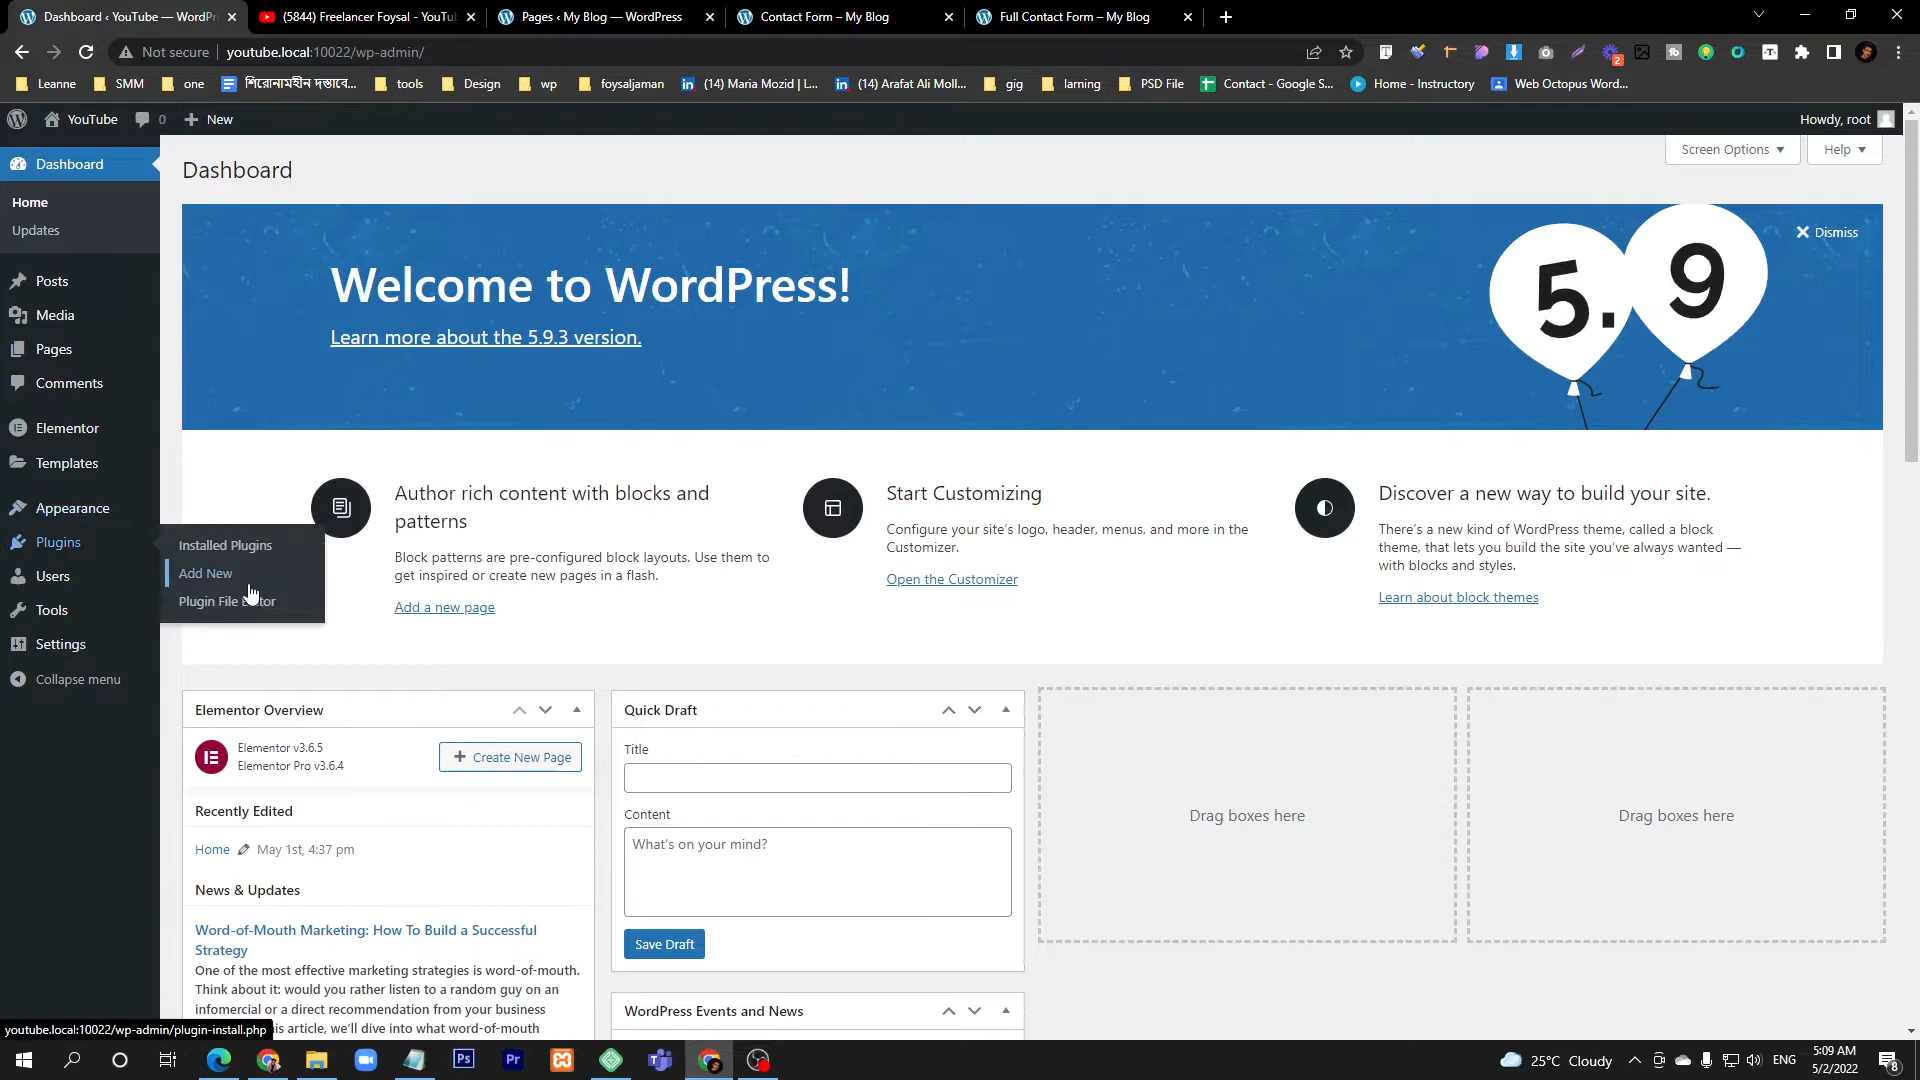 Dashboard ‹ YouTube — WordPr
(5844) Freelancer Foysal - YouTu
Pages ‹ My Blog — WordPress
Contact Form – My Blog
Full Contact Form – My Blog
Not secure
youtube.local:10022/wp-admin/
2
Leanne
SMM
one
শিরোনামহীন দস্তাবে...
tools
Design
wp
foysaljaman
(14) Maria Mozid | L...
(14) Arafat Ali Moll...
gig
larning
PSD File
Contact - Google S...
Home - Instructory
Web Octopus Word...
YouTube
0
New
Howdy, root
Dashboard
Home
Updates
Posts
Media
Pages
Comments
Elementor
Templates
Appearance
Plugins
Users
Tools
Settings
Collapse menu
Installed Plugins
Add New
Plugin File
Dashboard
Screen Options
Help
Welcome to WordPress!
Learn more about the 5.9.3 version.
5.9
Dismiss
Author rich content with blocks and
patterns
Block patterns are pre-configured block layouts. Use them to
get inspired or create new pages in a flash.
Add a new page
Start Customizing
Configure your site's logo, header, menus, and more in the
Customizer.
Open the Customizer
Discover a new way to build your site.
There's a new kind of WordPress theme, called a block
theme, that lets you build the site you've always wanted —
with blocks and styles.
Learn about block themes
Elementor Overview
Elementor v3.6.5
Elementor Pro v3.6.4
Create New Page
Recently Edited
Home
May 1st, 4:37 pm
News & Updates
Word-of-Mouth Marketing: How To Build a Successful
Strategy
One of the most effective marketing strategies is word-of-mouth.
Think about it: would you rather listen to a random guy on an
infomercial or a direct recommendation from your business
is article, we'll dive into what word-of-mouth
Quick Draft
Title
Content
What's on your mind?
Save Draft
WordPress Events and News
Drag boxes here
Drag boxes here
youtube.local:10022/wp-admin/plugin-install.php
Ps
Pr
25°C Cloudy
ENG
5:09 AM
5/2/2022
8